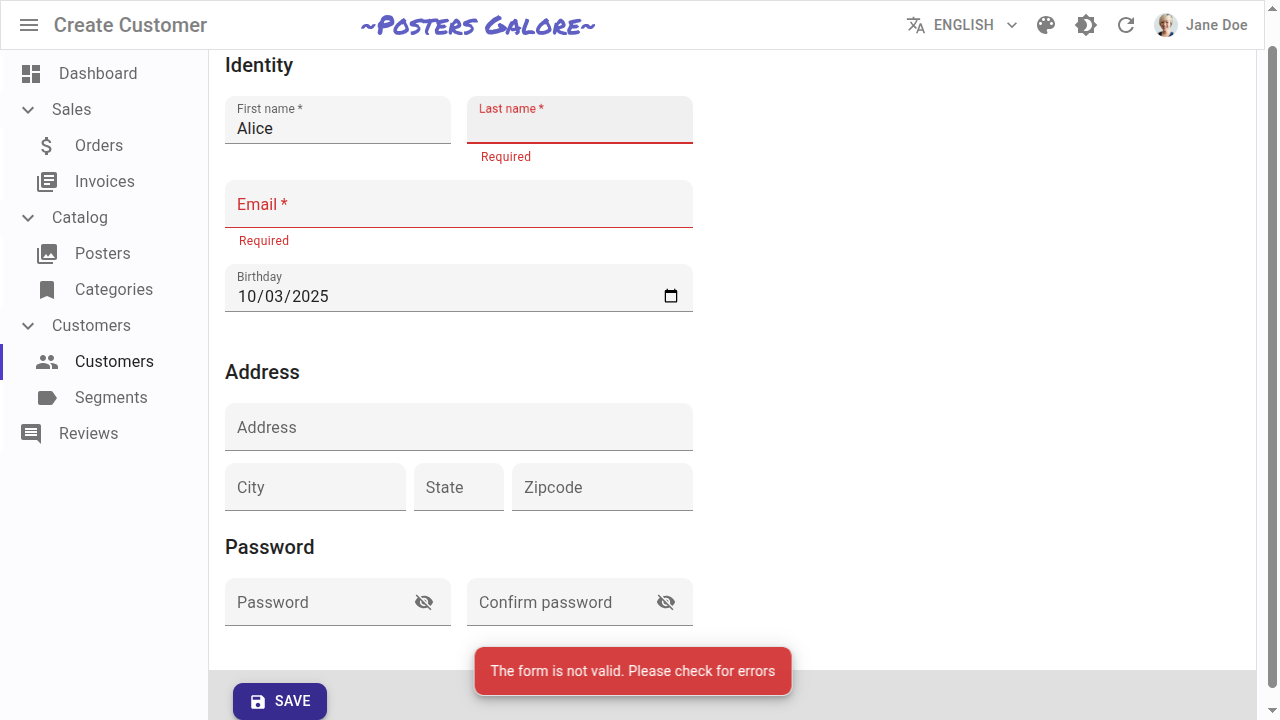 Create Customer
~Posters Galore~
ENGLISH
Jane Doe
Dashboard
Sales
Orders
Invoices
Catalog
Posters
Categories
Customers
Customers
Segments
Reviews
Identity
First name *
Alice
Last name *
Required
Email *
Required
Birthday
10/03/2025
Address
Address
City
State
Zipcode
Password
Password
Confirm password
The form is not valid. Please check for errors
SAVE